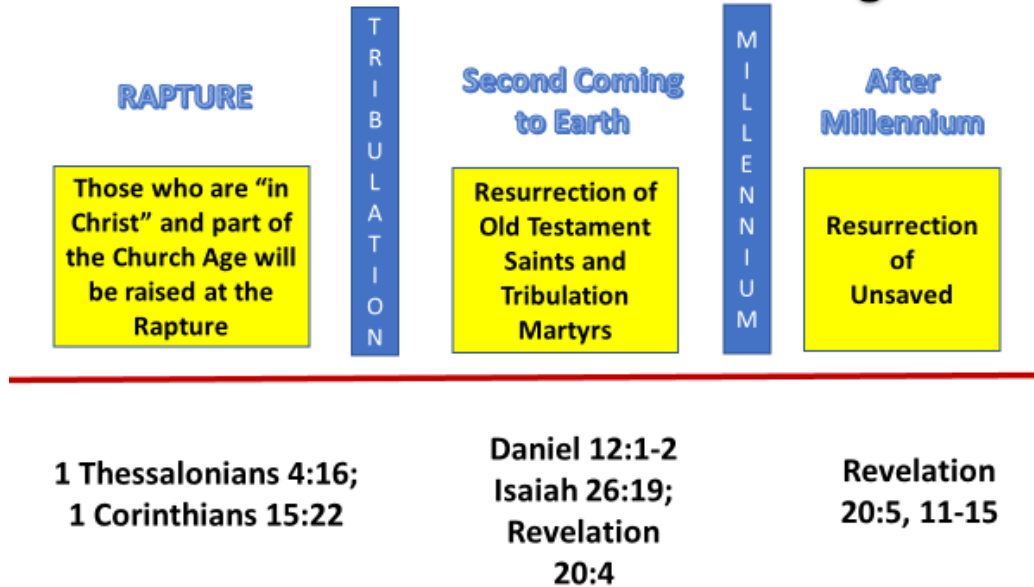 RAPTURE
Those who are “in
Christ” and part of
the Church Age will
be raised at the
Rapture
TRIBULATION
Second Coming
to Earth
Resurrection of
Old Testament
Saints and
Tribulation
Martyrs
MILLENNIUM
After
Millennium
Resurrection
of
Unsaved
1 Thessalonians 4:16;
1 Corinthians 15:22
Daniel 12:1-2
Isaiah 26:19;
Revelation
20:4
Revelation
20:5, 11-15